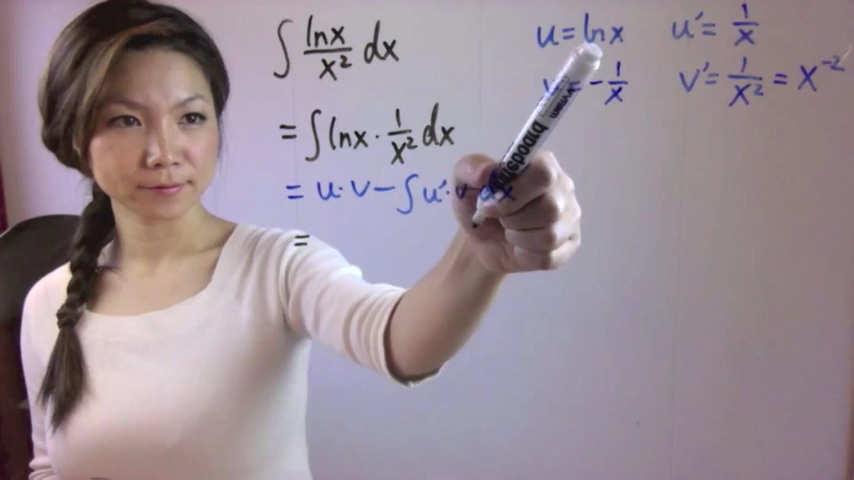 ∫ lnx/x² dx
u = lnx u' = 1/x
v = -1/x v' = 1/x² = x⁻²
= ∫ lnx · 1/x² dx
= u·v - ∫u'·v dx
=